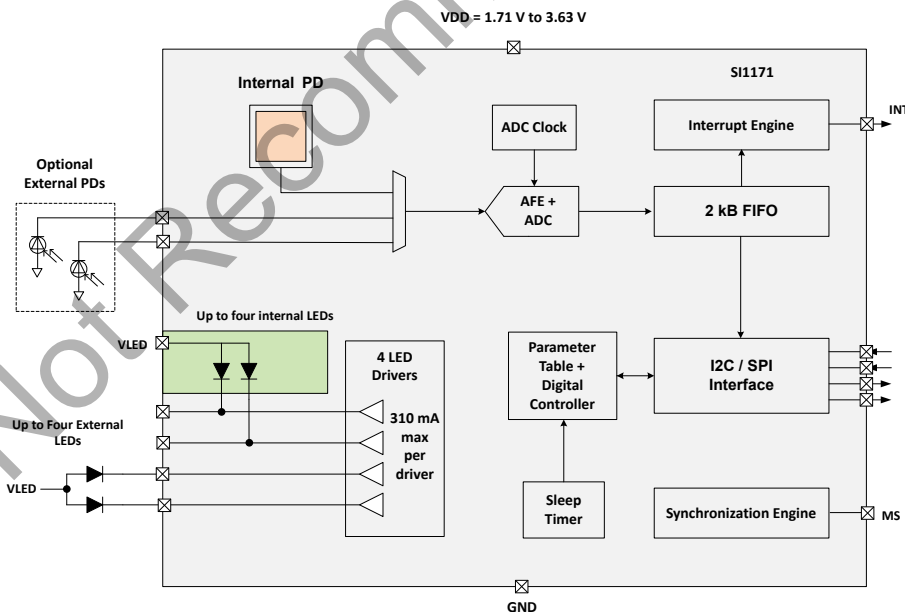 VDD = 1.71 V to 3.63 V
SI1171
Internal PD
ADC Clock
Interrupt Engine
INT
Optional
External PDs
AFE +
ADC
2 kB FIFO
Up to four internal LEDs
VLED
4 LED
Drivers
310 mA
max
per
driver
Parameter
Table +
Digital
Controller
I2C / SPI
Interface
Up to Four External
LEDs
VLED
Sleep
Timer
Synchronization Engine
MS
GND
Not Recom